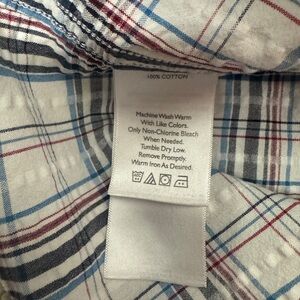 100% COTTON
Machine Wash Warm
With Like Colors.
Only Non-Chlorine Bleach
When Needed.
Tumble Dry Low.
Remove Promptly.
Warm Iron As Desired.